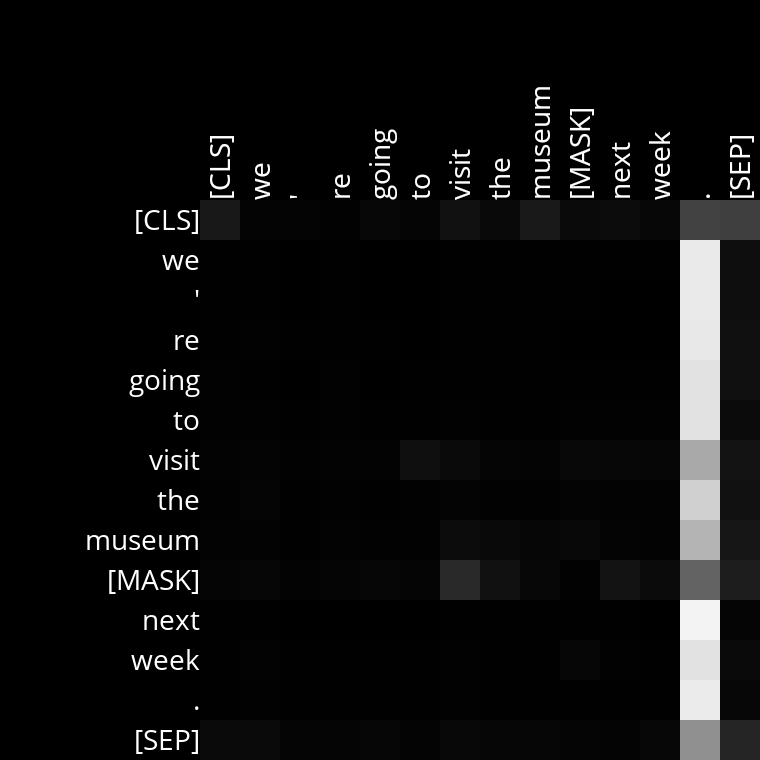 [CLS]
we
'
re
going
to
visit
the
museum
[MASK]
next
week
.
[SEP]
[CLS]
we
'
re
going
to
visit
the
museum
[MASK]
next
week
.
[SEP]